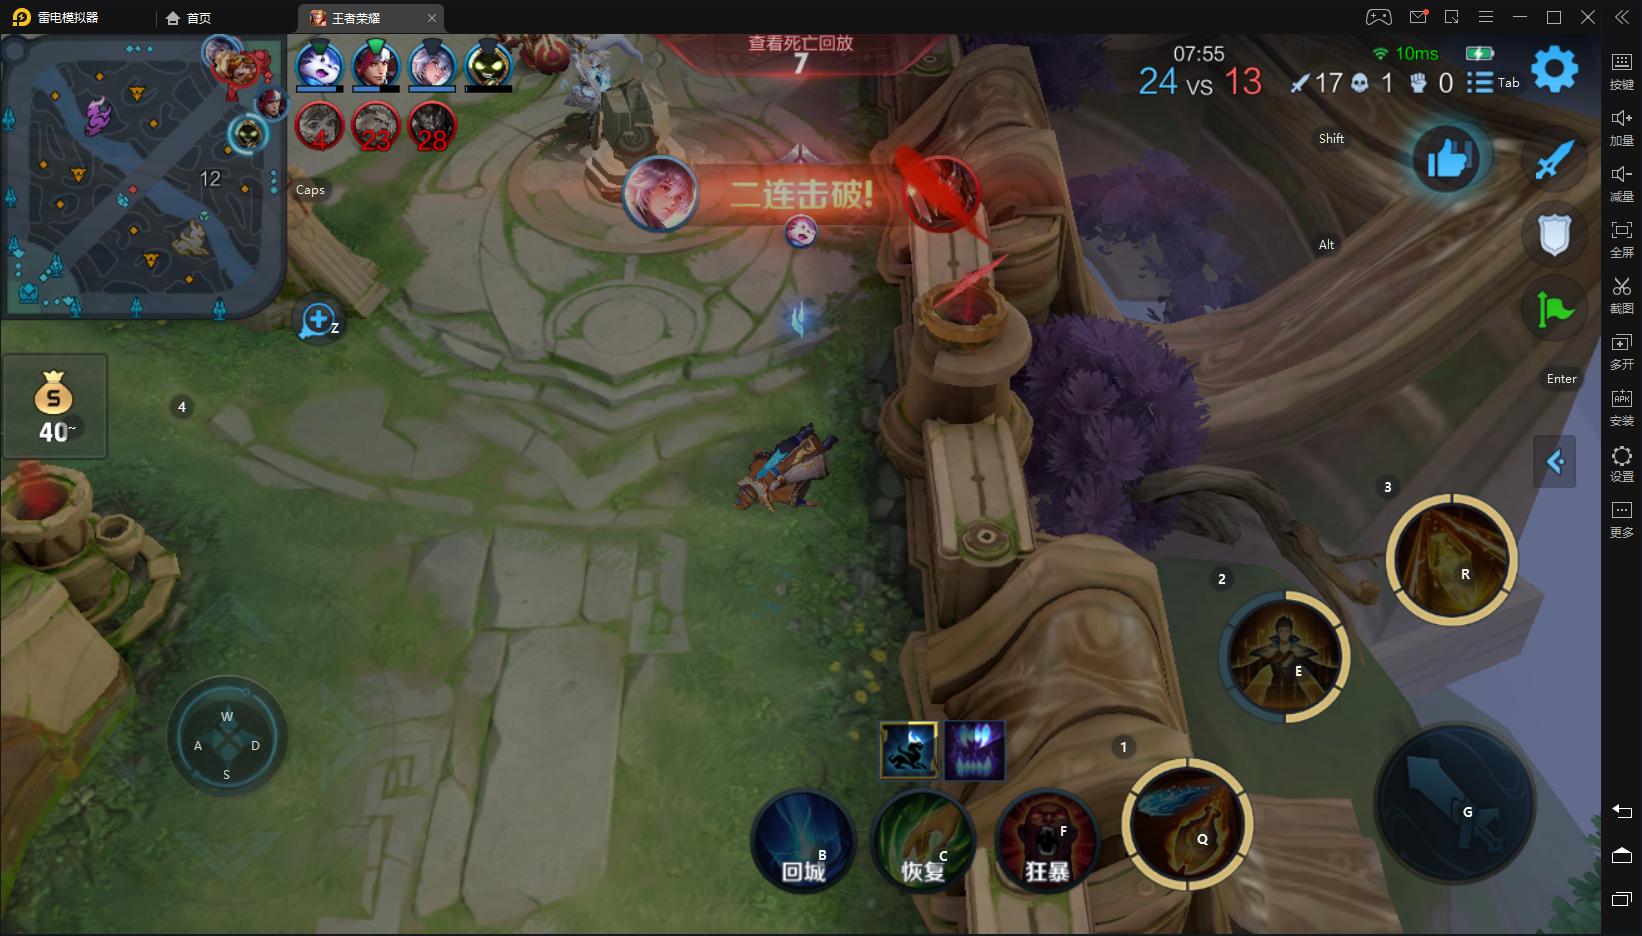 雷电模拟器
首页
王者荣耀
查看死亡回放
7
07:55
10ms
24 vs 13
17
1
0
Tab
4
23
28
12
Caps
Shift
Alt
二连击破!
Z
S
40
~
4
Enter
3
R
2
E
W
A
D
S
1
Q
G
B
回城
C
恢复
F
狂暴
按键
加量
减量
全屏
截图
多开
APK
安装
设置
更多